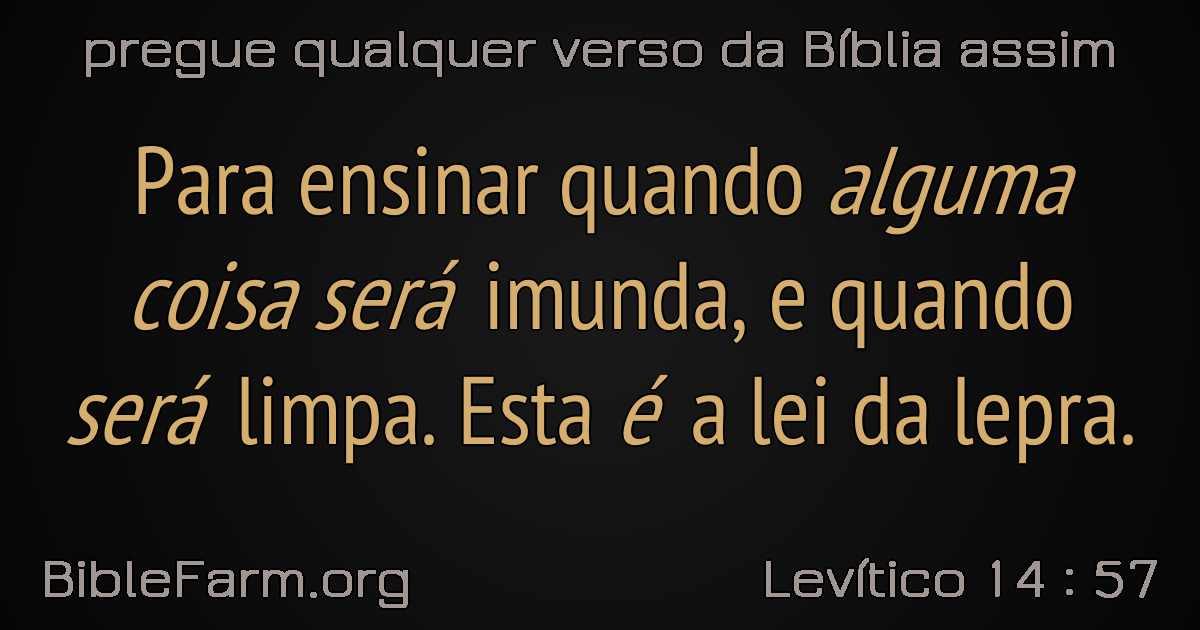 pregue qualquer verso da Bíblia assim
Para ensinar quando alguma
coisa será imunda, e quando
será limpa. Esta é a lei da lepra.
BibleFarm.org
Levítico 14 : 57